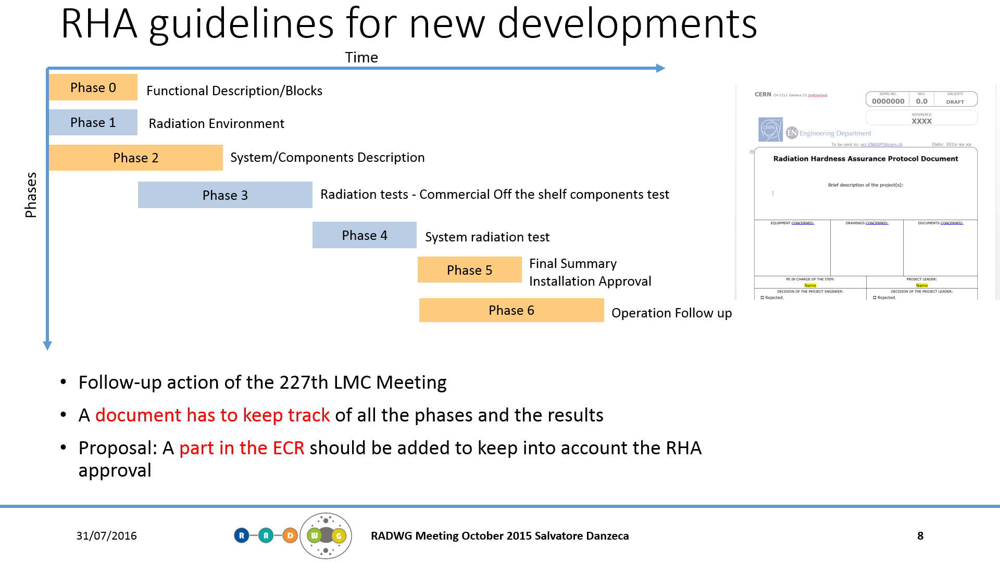 RHA guidelines for new developments
Time
Phases
Phase 0
Functional Description/Blocks
Phase 1
Radiation Environment
Phase 2
System/Components Description
Phase 3
Radiation tests - Commercial Off the shelf components test
Phase 4
System radiation test
Phase 5
Final Summary
Installation Approval
Phase 6
Operation Follow up
CERN CH-1211 Geneva 23 Switzerland
EDMS NO. REV. VALIDITY
0000000 0.0 DRAFT
REFERENCE
XXXX
CERN
EN Engineering Department
To be sent to: ecr.ENDEPT@cern.ch Date: 201x-xx-xx
Radiation Hardness Assurance Protocol Document
Brief description of the project(s):
EQUIPMENT CONCERNED: DRAWINGS CONCERNED: DOCUMENTS CONCERNED:
PE IN CHARGE OF THE ITEM: PROJECT LEADER:
Name Name
DECISION OF THE PROJECT ENGINEER: DECISION OF THE PROJECT LEADER:
☐ Rejected. ☐ Rejected.
• Follow-up action of the 227th LMC Meeting
• A document has to keep track of all the phases and the results
• Proposal: A part in the ECR should be added to keep into account the RHA
approval
31/07/2016
R A D W G
RADWG Meeting October 2015 Salvatore Danzeca
8